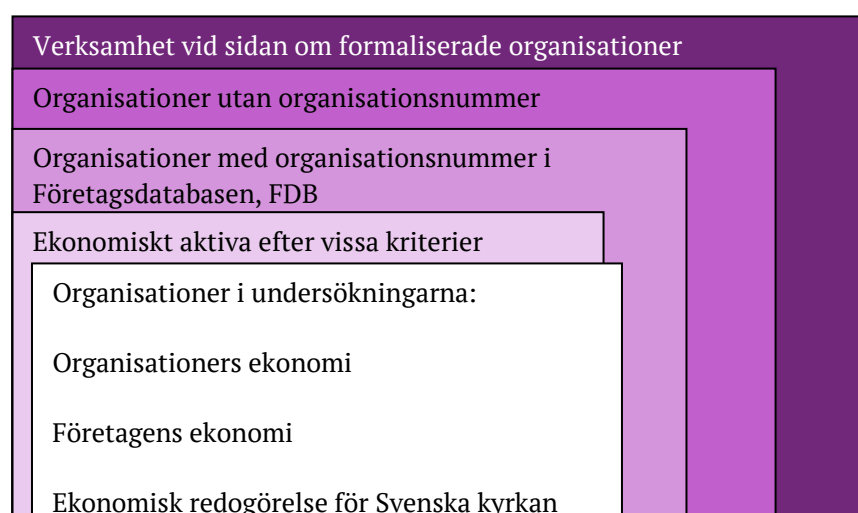 Verksamhet vid sidan om formaliserade organisationer
Organisationer utan organisationsnummer
Organisationer med organisationsnummer i
Företagsdatabasen, FDB
Ekonomiskt aktiva efter vissa kriterier
Organisationer i undersökningarna:
Organisationers ekonomi
Företagens ekonomi
Ekonomisk redogörelse för Svenska kyrkan